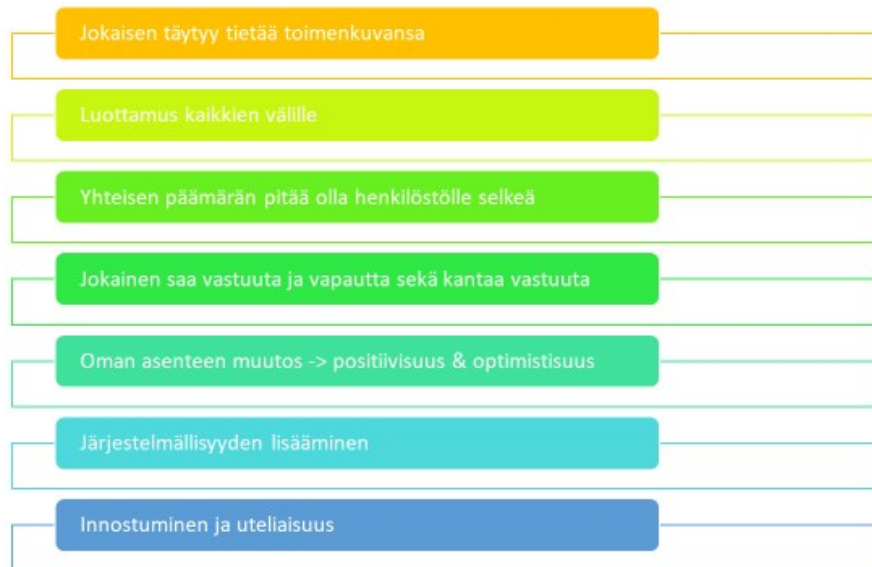 Jokaisen täytyy tietää toimenkuvansa
Luottamus kaikkien välille
Yhteisen päämärän pitää olla henkilöstölle selkeä
Jokainen saa vastuuta ja vapautta sekä kantaa vastuuta
Oman asenteen muutos -> positiivisuus & optimistisuus
Järjestelmällisyyden lisääminen
Innostuminen ja uteliaisuus